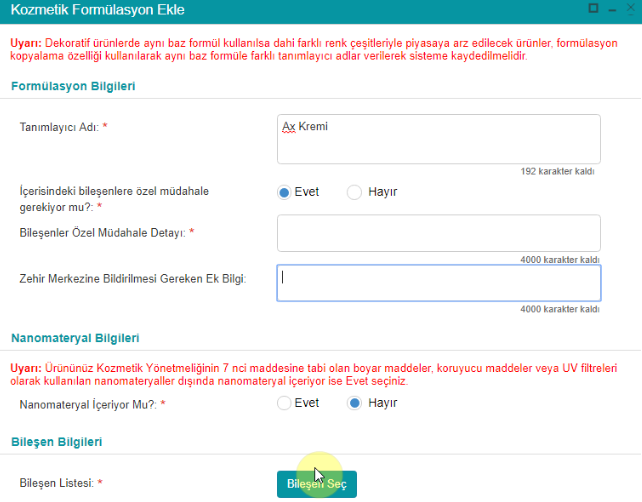 Kozmetik Formülasyon Ekle
Uyarı: Dekoratif ürünlerde aynı baz formül kullanılsa dahi farklı renk çeşitleriyle piyasaya arz edilecek ürünler, formülasyon
kopyalama özelliği kullanılarak aynı baz formüle farklı tanımlayıcı adlar verilerek sisteme kaydedilmelidir.
Formülasyon Bilgileri
Tanımlayıcı Adı: *
Ax Kremi
192 karakter kaldı
İçerisindeki bileşenlere özel müdahale
gerekiyor mu?: *
Evet Hayır
Bileşenler Özel Müdahale Detayı: *
4000 karakter kaldı
Zehir Merkezine Bildirilmesi Gereken Ek Bilgi:
4000 karakter kaldı
Nanomateryal Bilgileri
Uyarı: Ürününüz Kozmetik Yönetmeliğinin 7 nci maddesine tabi olan boyar maddeler, koruyucu maddeler veya UV filtreleri
olarak kullanılan nanomateryaller dışında nanomateryal içeriyor ise Evet seçiniz.
Nanomateryal İçeriyor Mu?: *
Evet Hayır
Bileşen Bilgileri
Bileşen Listesi: *
Bileşen Seç